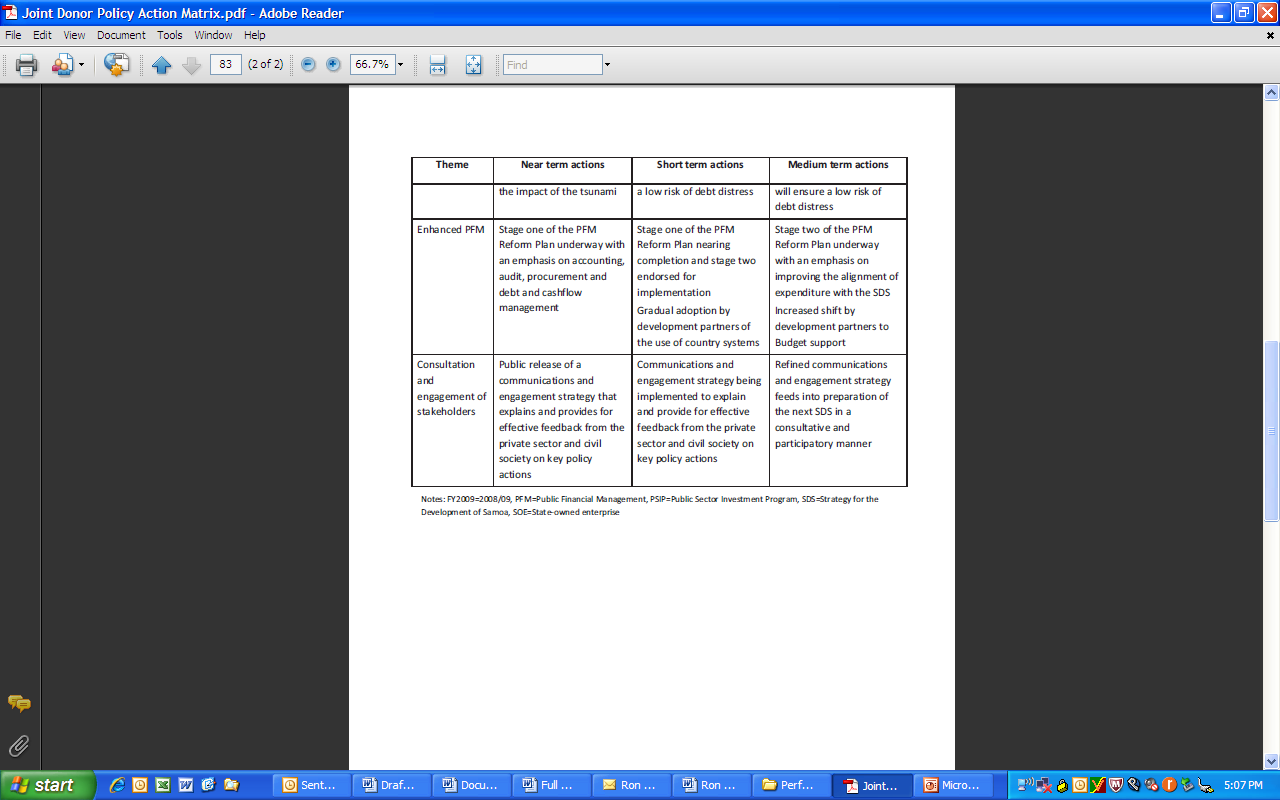 Joint Donor Policy Action Matrix.pdf - Adobe Reader
File Edit View Document Tools Window Help
83 (2 of 2) 66.7% Find
Theme Near term actions Short term actions Medium term actions
the impact of the tsunami
a low risk of debt distress
will ensure a low risk of
debt distress
Enhanced PFM
Stage one of the PFM
Reform Plan underway with
an emphasis on accounting,
audit, procurement and
debt and cashflow
management
Stage one of the PFM
Reform Plan nearing
completion and stage two
endorsed for
implementation
Gradual adoption by
development partners of
the use of country systems
Stage two of the PFM
Reform Plan underway
with an emphasis on
improving the alignment of
expenditure with the SDS
Increased shift by
development partners to
Budget support
Consultation
and
engagement of
stakeholders
Public release of a
communications and
engagement strategy that
explains and provides for
effective feedback from the
private sector and civil
society on key policy
actions
Communications and
engagement strategy being
implemented to explain
and provide for effective
feedback from the private
sector and civil society on
key policy actions
Refined communications
and engagement strategy
feeds into preparation of
the next SDS in a
consultative and
participatory manner
Notes: FY2009=2008/09, PFM=Public Financial Management, PSIP=Public Sector Investment Program, SDS=Strategy for the
Development of Samoa, SOE=State-owned enterprise
start Sent... Draf... Docu... Full ... Ron ... Ron ... Perf... Joint... Micro... 5:07 PM